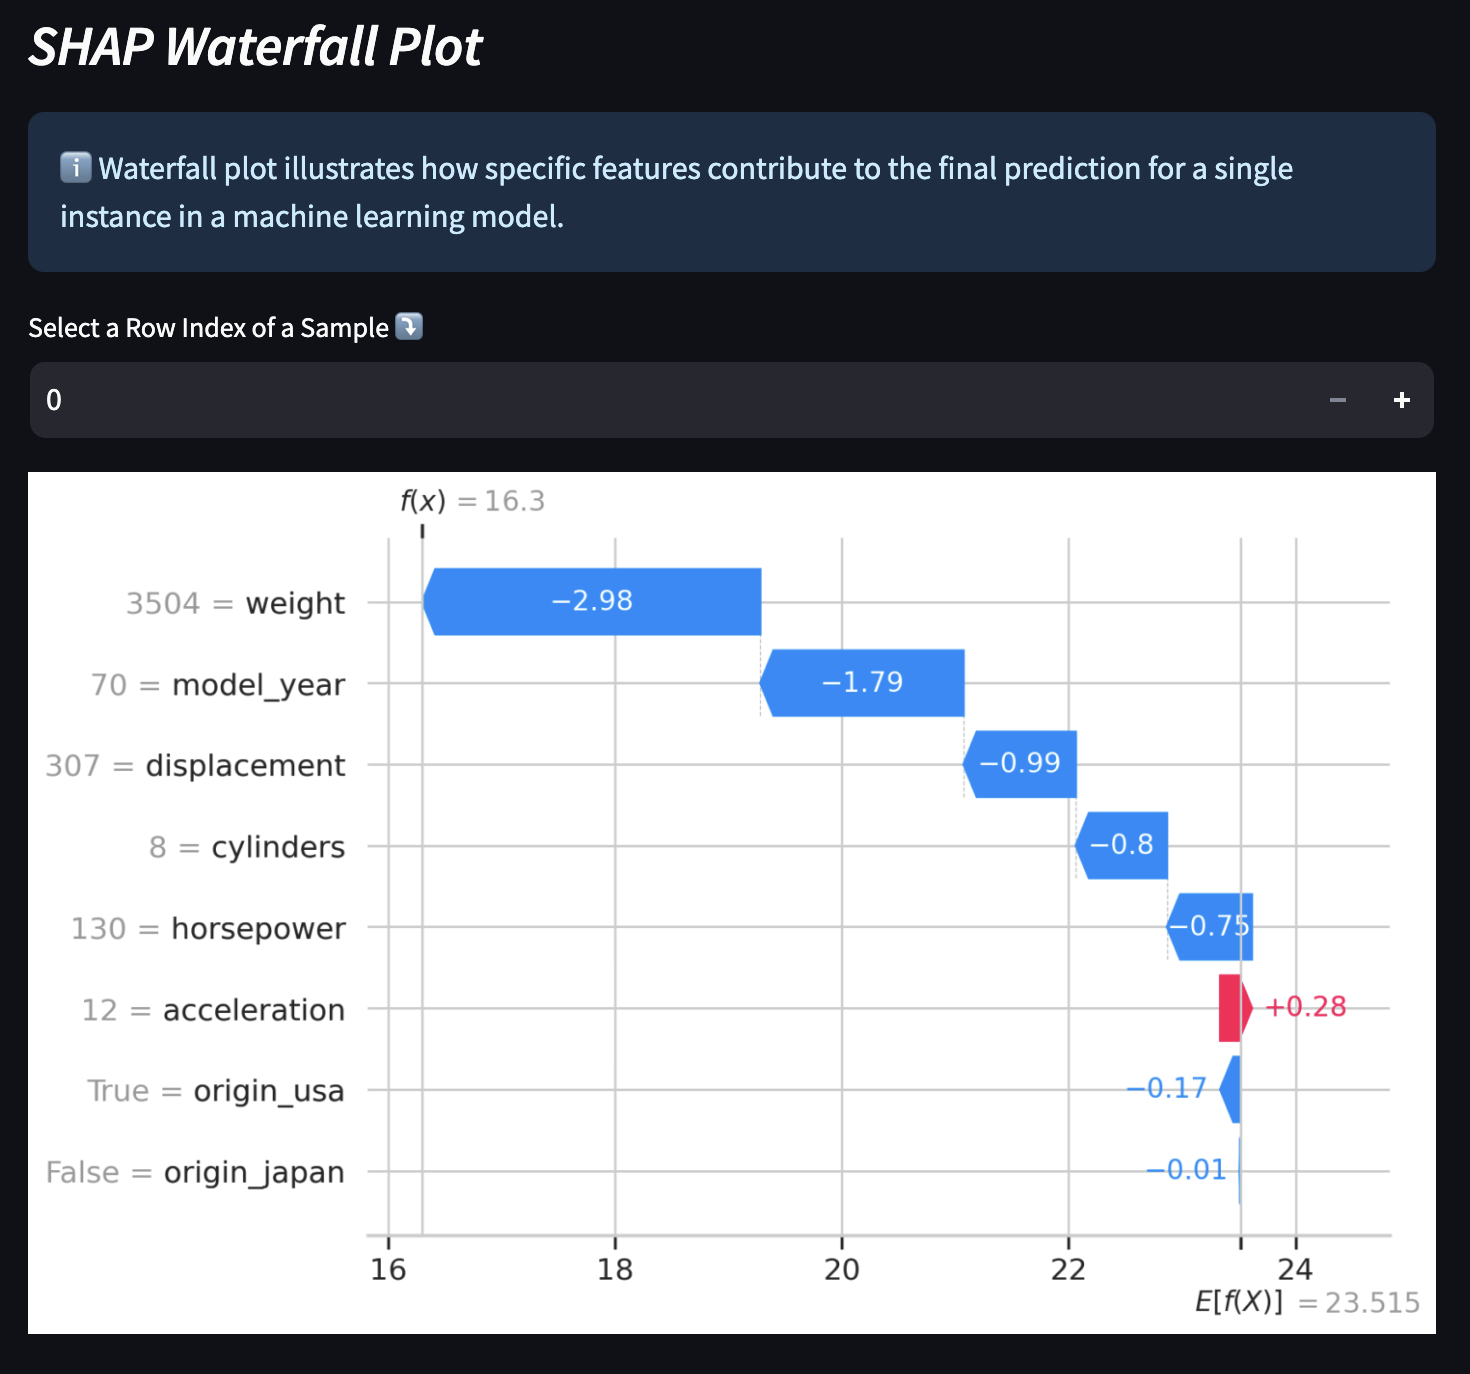 SHAP Waterfall Plot
ℹ️ Waterfall plot illustrates how specific features contribute to the final prediction for a single
instance in a machine learning model.
Select a Row Index of a Sample ⤵️
0 − +
f(x) = 16.3
3504 = weight −2.98
70 = model_year −1.79
307 = displacement −0.99
8 = cylinders −0.8
130 = horsepower −0.75
12 = acceleration +0.28
True = origin_usa −0.17
False = origin_japan −0.01
16 18 20 22 24
E[f(X)] = 23.515